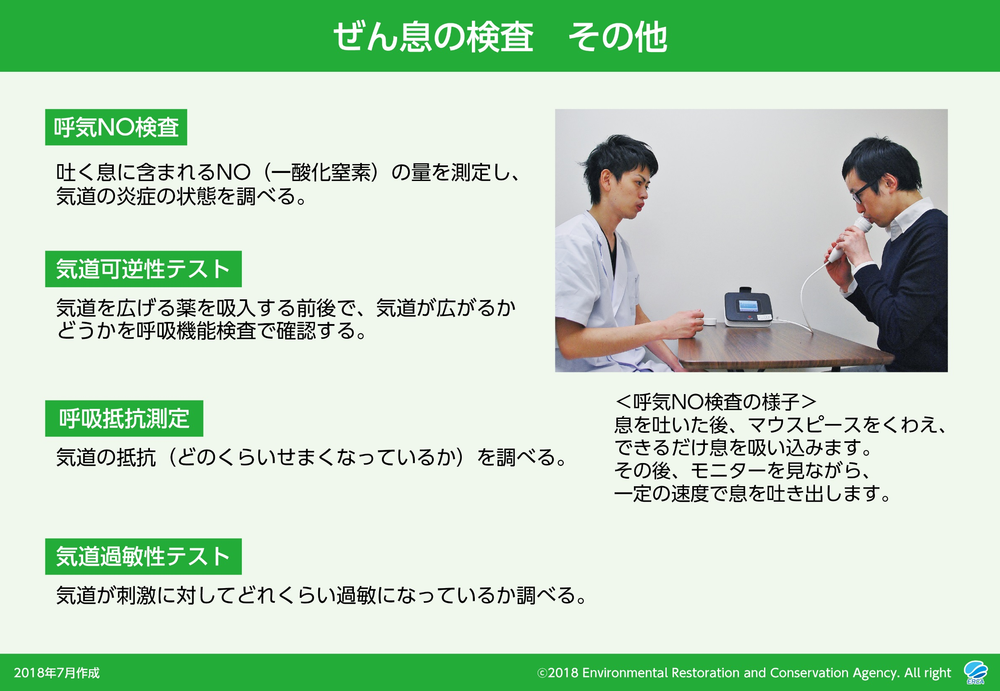 ぜん息の検査　その他
呼気NO検査
吐く息に含まれるNO（一酸化窒素）の量を測定し、
気道の炎症の状態を調べる。
気道可逆性テスト
気道を広げる薬を吸入する前後で、気道が広がるか
どうかを呼吸機能検査で確認する。
呼吸抵抗測定
気道の抵抗（どのくらいせまくなっているか）を調べる。
気道過敏性テスト
気道が刺激に対してどれくらい過敏になっているか調べる。
＜呼気NO検査の様子＞
息を吐いた後、マウスピースをくわえ、
できるだけ息を吸い込みます。
その後、モニターを見ながら、
一定の速度で息を吐き出します。
2018年7月作成
©2018 Environmental Restoration and Conservation Agency. All right
ERCA